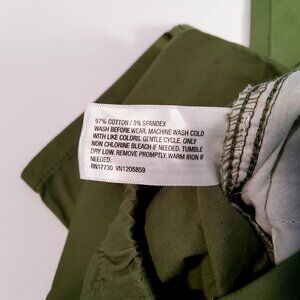 97% COTTON / 3% SPANDEX
WASH BEFORE WEAR. MACHINE WASH COLD
WITH LIKE COLORS. GENTLE CYCLE. ONLY
NON CHLORINE BLEACH IF NEEDED. TUMBLE
DRY LOW. REMOVE PROMPTLY. WARM IRON IF
NEEDED.
RN17730 VN1205859